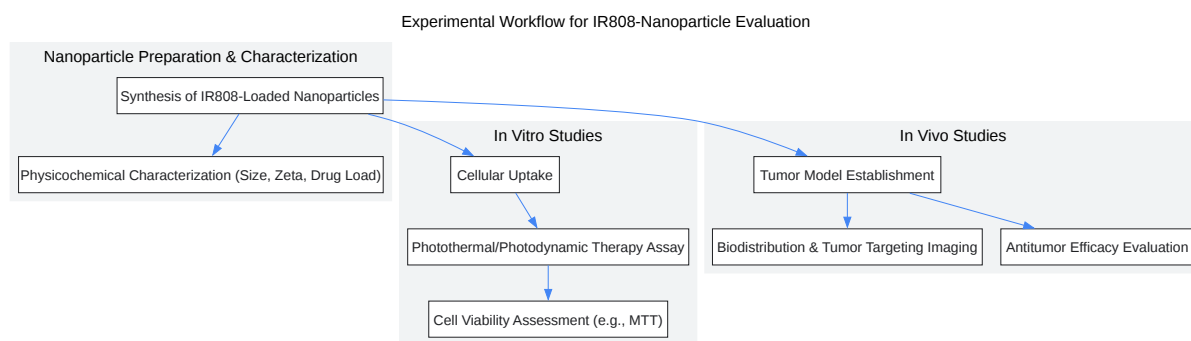 Experimental Workflow for IR808-Nanoparticle Evaluation
Nanoparticle Preparation & Characterization
Synthesis of IR808-Loaded Nanoparticles
Physicochemical Characterization (Size, Zeta, Drug Load)
In Vitro Studies
Cellular Uptake
Photothermal/Photodynamic Therapy Assay
Cell Viability Assessment (e.g., MTT)
In Vivo Studies
Tumor Model Establishment
Biodistribution & Tumor Targeting Imaging
Antitumor Efficacy Evaluation